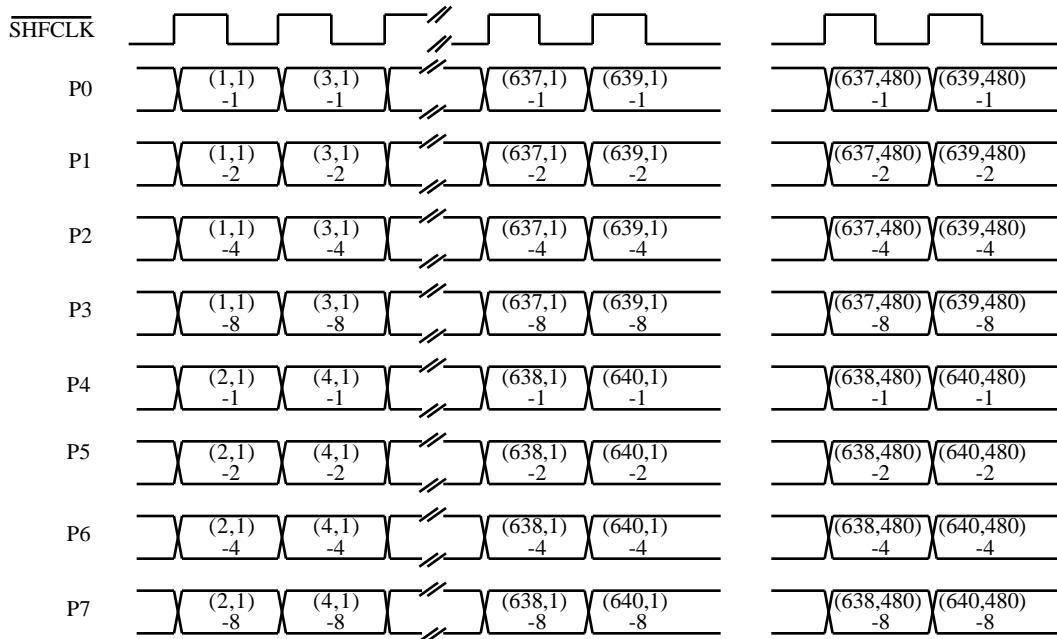 SHFCLK
P0 (1,1) (3,1) (637,1) (639,1) (637,480) (639,480)
-1 -1 -1 -1 -1 -1
P1 (1,1) (3,1) (637,1) (639,1) (637,480) (639,480)
-2 -2 -2 -2 -2 -2
P2 (1,1) (3,1) (637,1) (639,1) (637,480) (639,480)
-4 -4 -4 -4 -4 -4
P3 (1,1) (3,1) (637,1) (639,1) (637,480) (639,480)
-8 -8 -8 -8 -8 -8
P4 (2,1) (4,1) (638,1) (640,1) (638,480) (640,480)
-1 -1 -1 -1 -1 -1
P5 (2,1) (4,1) (638,1) (640,1) (638,480) (640,480)
-2 -2 -2 -2 -2 -2
P6 (2,1) (4,1) (638,1) (640,1) (638,480) (640,480)
-4 -4 -4 -4 -4 -4
P7 (2,1) (4,1) (638,1) (640,1) (638,480) (640,480)
-8 -8 -8 -8 -8 -8